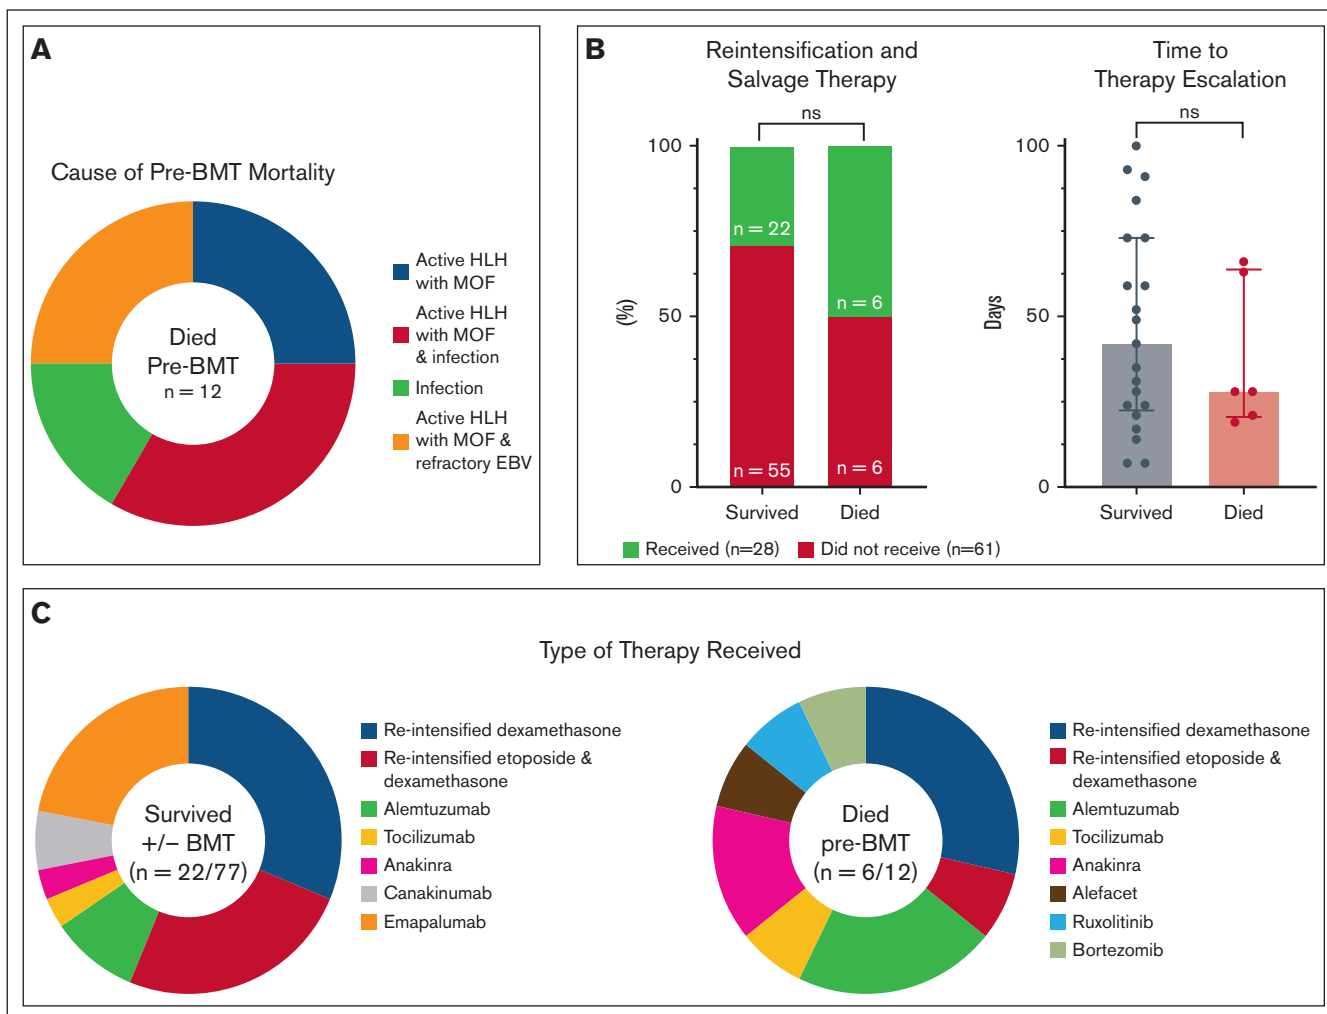 A
Cause of Pre-BMT Mortality
Died
Pre-BMT
n = 12
Active HLH
with MOF
Active HLH
with MOF
& infection
Infection
Active HLH
with MOF &
refractory EBV
B
Reintensification and
Salvage Therapy
ns
100
50
0
(%)
n = 22
n = 55
n = 6
n = 6
Survived
Died
Received (n=28)
Did not receive (n=61)
Time to
Therapy Escalation
ns
100
50
0
Days
Survived
Died
C
Type of Therapy Received
Survived
+/− BMT
(n = 22/77)
Re-intensified dexamethasone
Re-intensified etoposide &
dexamethasone
Alemtuzumab
Tocilizumab
Anakinra
Canakinumab
Emapalumab
Died
pre-BMT
(n = 6/12)
Re-intensified dexamethasone
Re-intensified etoposide &
dexamethasone
Alemtuzumab
Tocilizumab
Anakinra
Alefacet
Ruxolitinib
Bortezomib